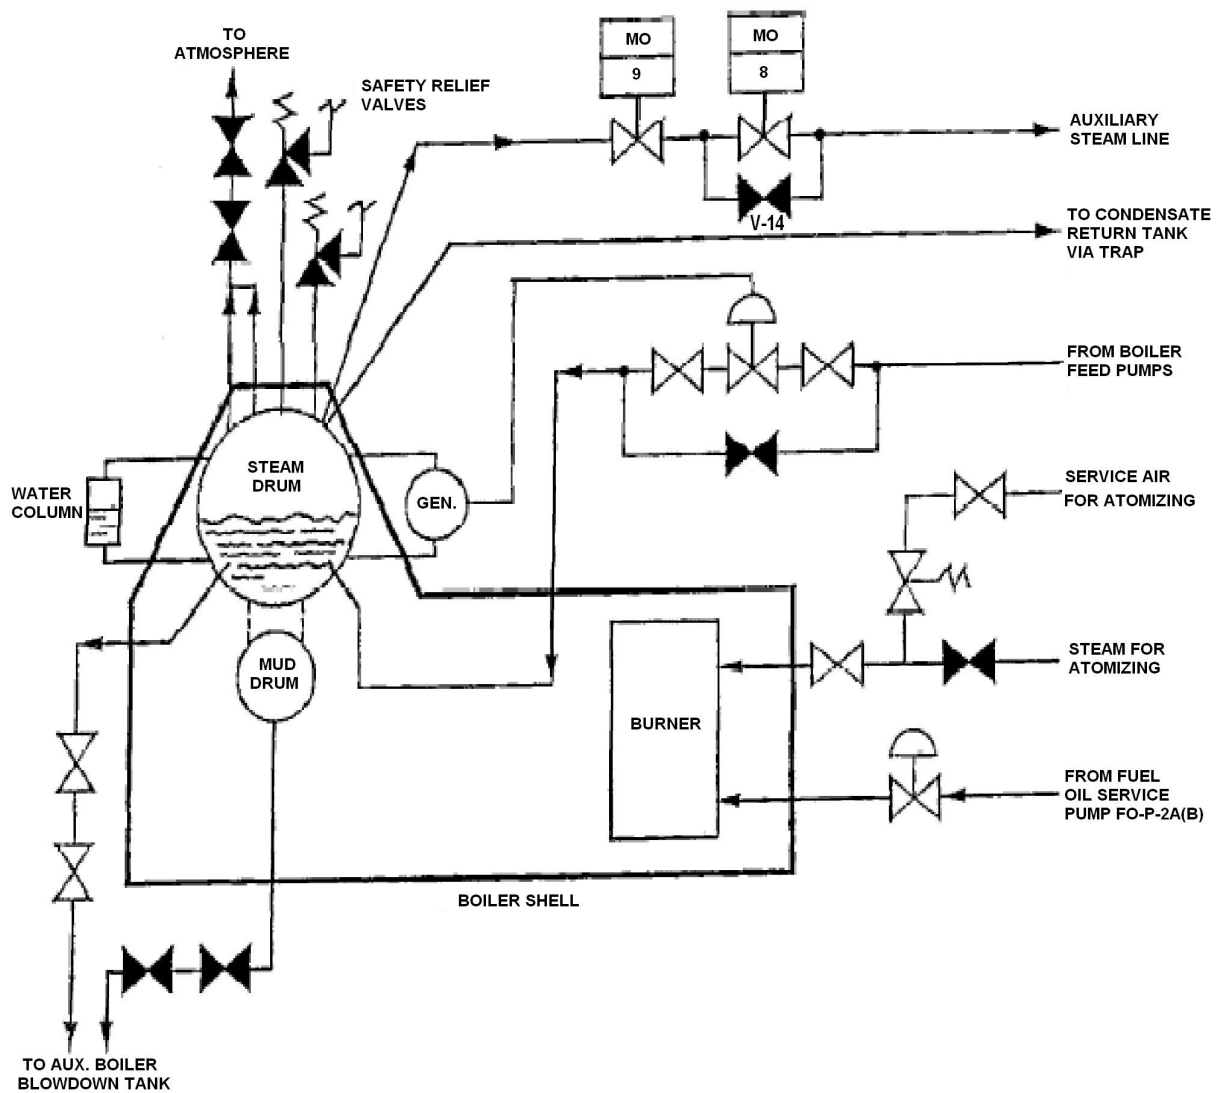 TO
ATMOSPHERE
SAFETY RELIEF
VALVES
MO
9
MO
8
AUXILIARY
STEAM LINE
V-14
TO CONDENSATE
RETURN TANK
VIA TRAP
FROM BOILER
FEED PUMPS
STEAM
DRUM
GEN.
WATER
COLUMN
SERVICE AIR
FOR ATOMIZING
MUD
DRUM
STEAM FOR
ATOMIZING
BURNER
FROM FUEL
OIL SERVICE
PUMP FO-P-2A(B)
BOILER SHELL
TO AUX. BOILER
BLOWDOWN TANK